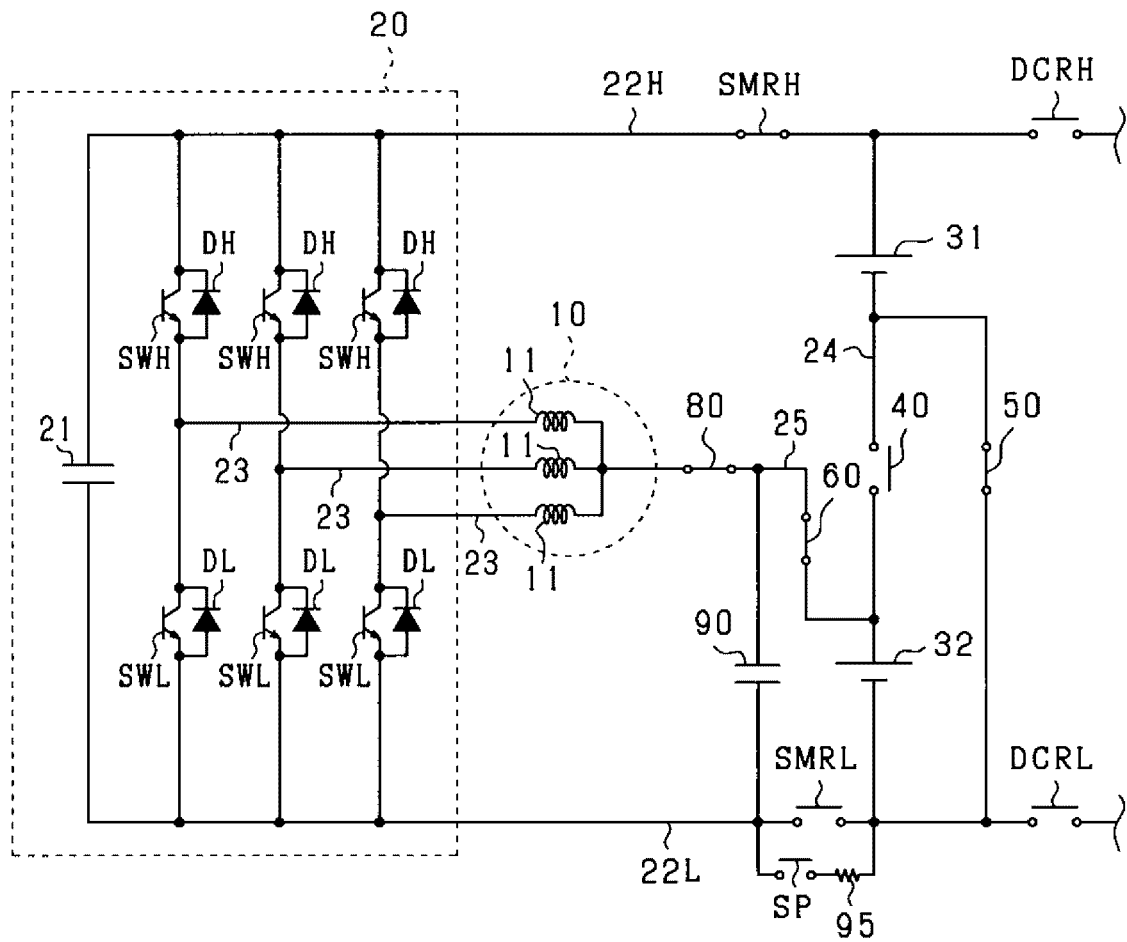 20
22H SMRH DCRH
DH DH DH 31
SWH SWH SWH
10
24
11
21 80 25 40 50
11 60
23 23 23
11
DL DL DL
90 32
SWL SWL SWL
SMRL DCRL
22L
SP 95